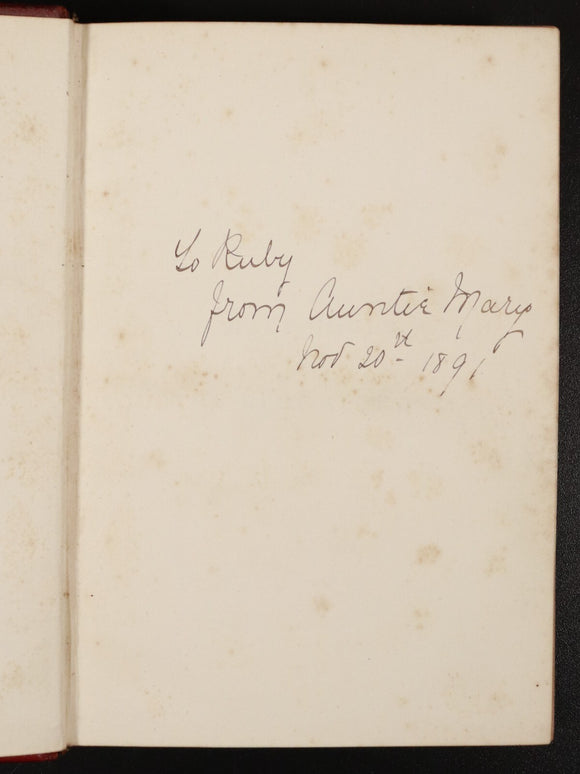 To Ruby
from Auntie Mary
Nov 20th 1891